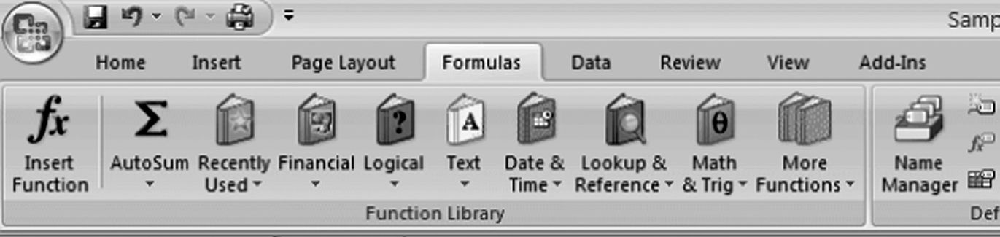 Samp
Home Insert Page Layout Formulas Data Review View Add-Ins
fx Σ ? A θ
Insert Function
AutoSum
Recently Used
Financial
Logical
Text
Date & Time
Lookup & Reference
Math & Trig
More Functions
Name Manager
fx
Function Library
Def